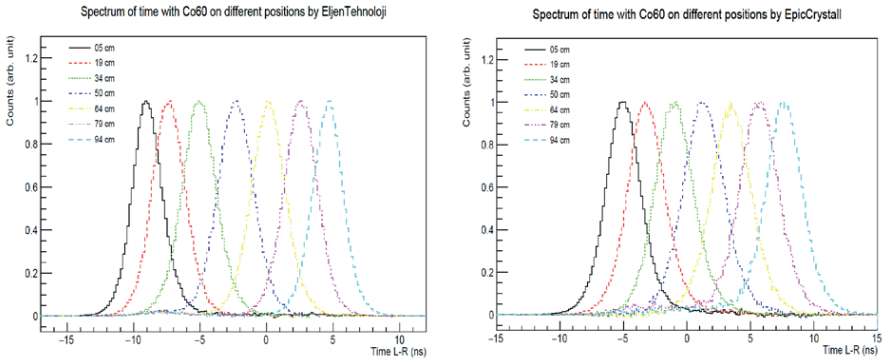 Spectrum of time with Co60 on different positions by EljenTehnoloji
Counts (arb. unit)
1.2
1
0.8
0.6
0.4
0.2
0
05 cm
19 cm
34 cm
50 cm
64 cm
79 cm
94 cm
−15
−10
−5
0
5
10
Time L-R (ns)
Spectrum of time with Co60 on different positions by EpicCrystall
Counts (arb. unit)
1.2
1
0.8
0.6
0.4
0.2
0
05 cm
19 cm
34 cm
50 cm
64 cm
79 cm
94 cm
−15
−10
−5
0
5
10
15
Time L-R (ns)